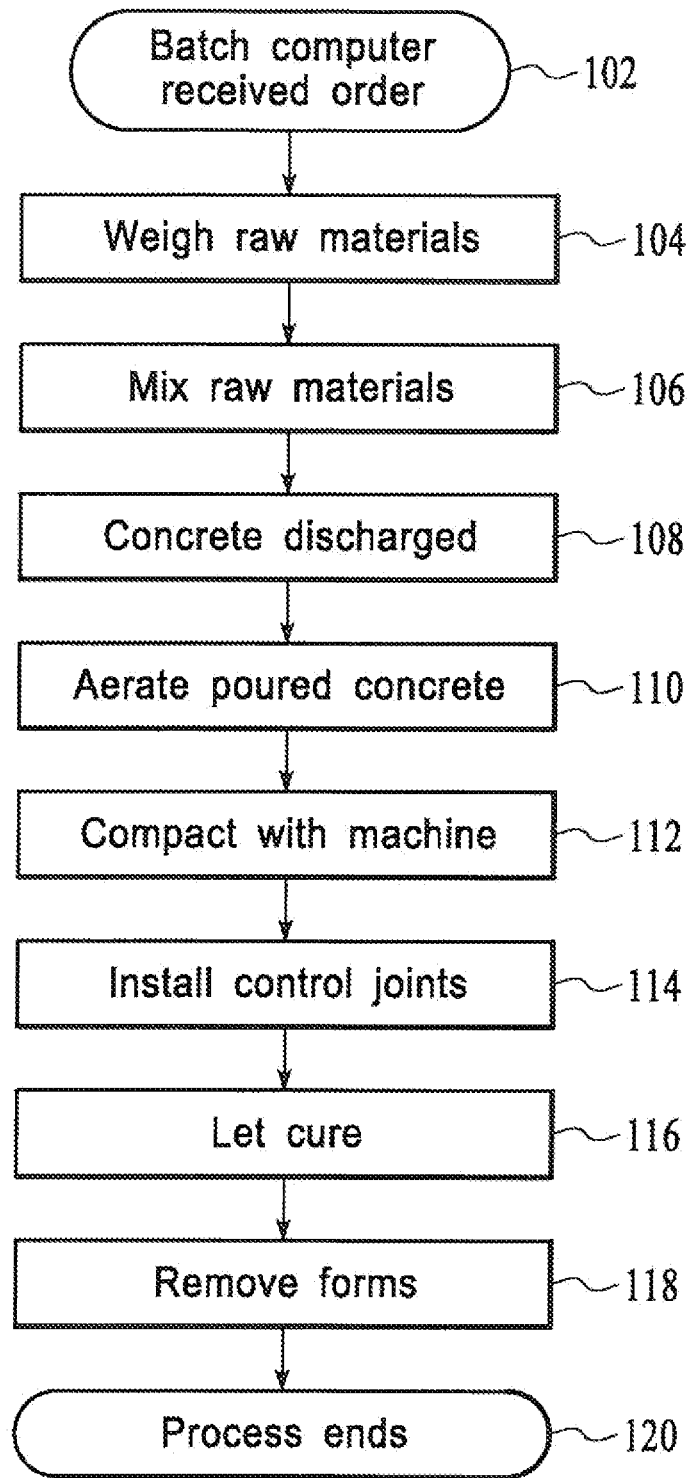 Batch computer
received order
102
Weigh raw materials
104
Mix raw materials
106
Concrete discharged
108
Aerate poured concrete
110
Compact with machine
112
Install control joints
114
Let cure
116
Remove forms
118
Process ends
120